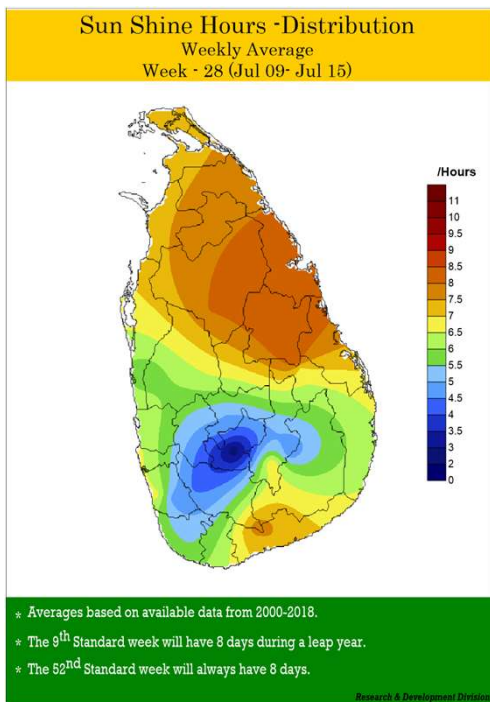 Sun Shine Hours -Distribution
Weekly Average
Week - 28 (Jul 09- Jul 15)
/Hours
11
10
9
8.5
8
7.5
7
6.5
6
5.5
5
4.5
4
3.5
3
2
0
* Averages based on available data from 2000-2018.
* The 9th Standard week will have 8 days during a leap year.
* The 52nd Standard week will always have 8 days.
Research & Development Division